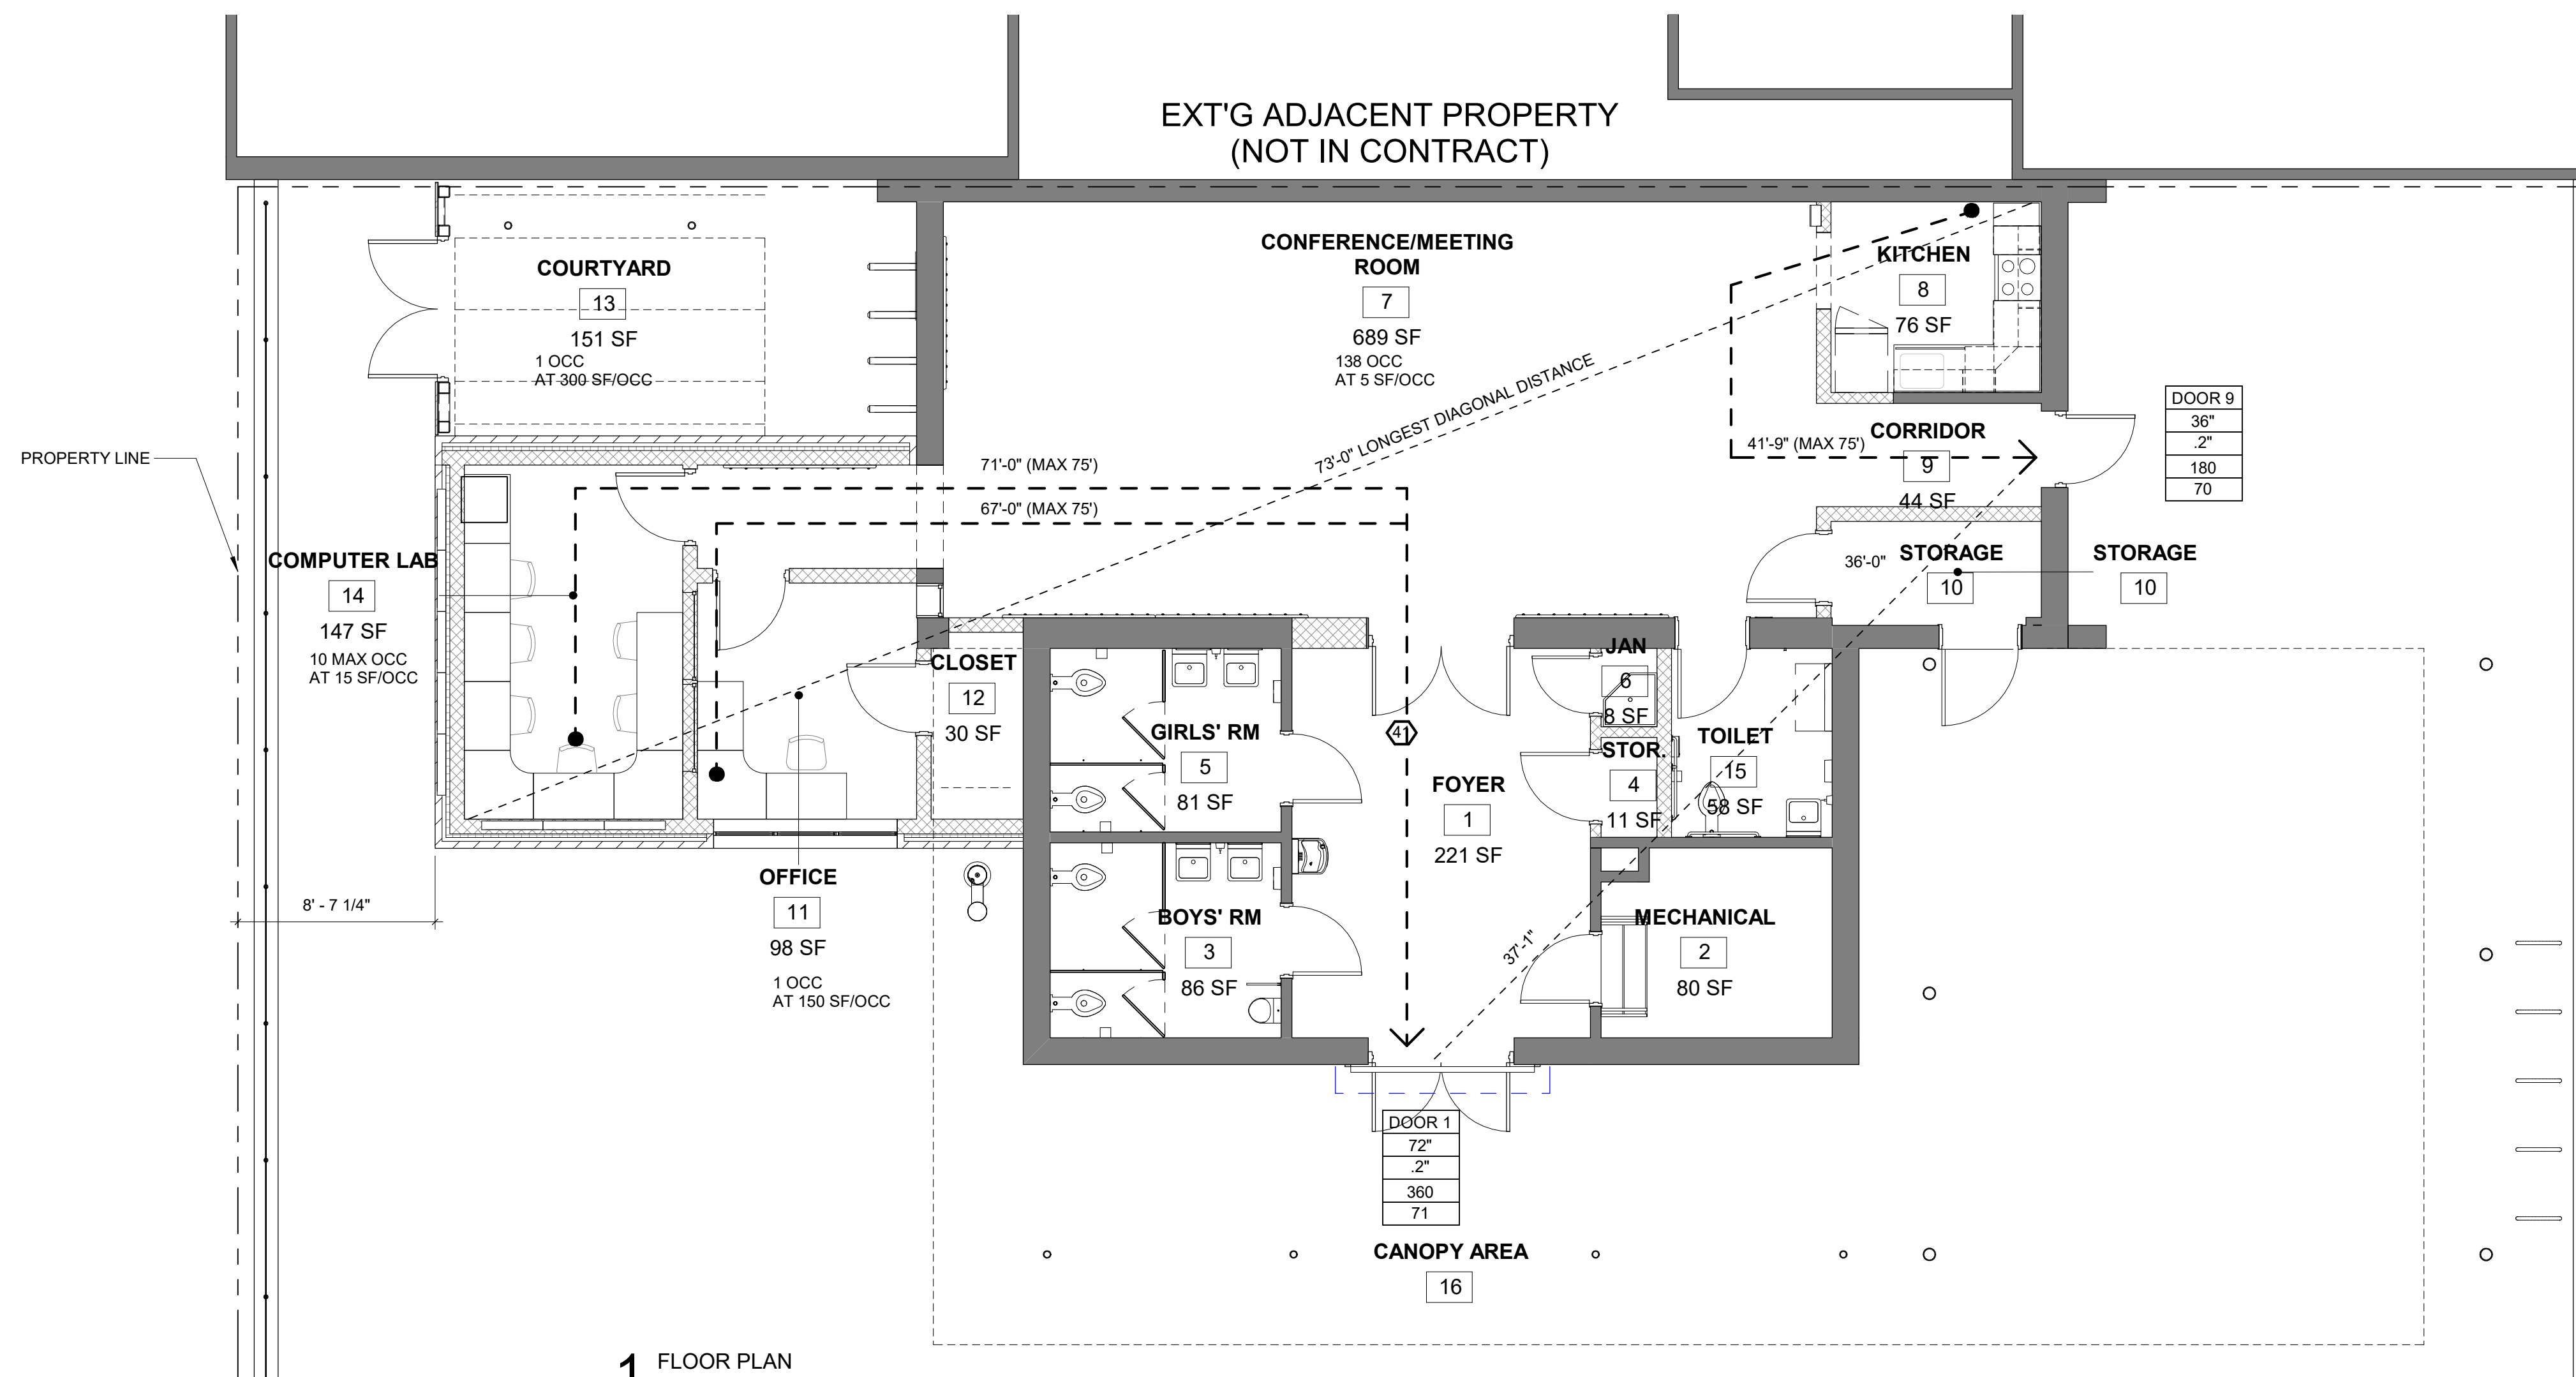 EXT'G ADJACENT PROPERTY
(NOT IN CONTRACT)
COURTYARD
13
151 SF
1 OCC
AT 300 SF/OCC
CONFERENCE/MEETING
ROOM
7
689 SF
138 OCC
AT 5 SF/OCC
KITCHEN
8
76 SF
73'-0" LONGEST DIAGONAL DISTANCE
DOOR 9
36"
.2"
180
70
CORRIDOR
9
44 SF
41'-9" (MAX 75')
PROPERTY LINE
71'-0" (MAX 75')
67'-0" (MAX 75')
COMPUTER LAB
14
147 SF
10 MAX OCC
AT 15 SF/OCC
36'-0"
STORAGE
10
STORAGE
10
CLOSET
12
30 SF
JAN
6
8 SF
GIRLS' RM
5
81 SF
41
FOYER
1
221 SF
STOR.
4
11 SF
TOILET
15
58 SF
OFFICE
11
98 SF
1 OCC
AT 150 SF/OCC
8' - 7 1/4"
BOYS' RM
3
86 SF
37'-1"
MECHANICAL
2
80 SF
DOOR 1
72"
.2"
360
71
CANOPY AREA
16
1 FLOOR PLAN